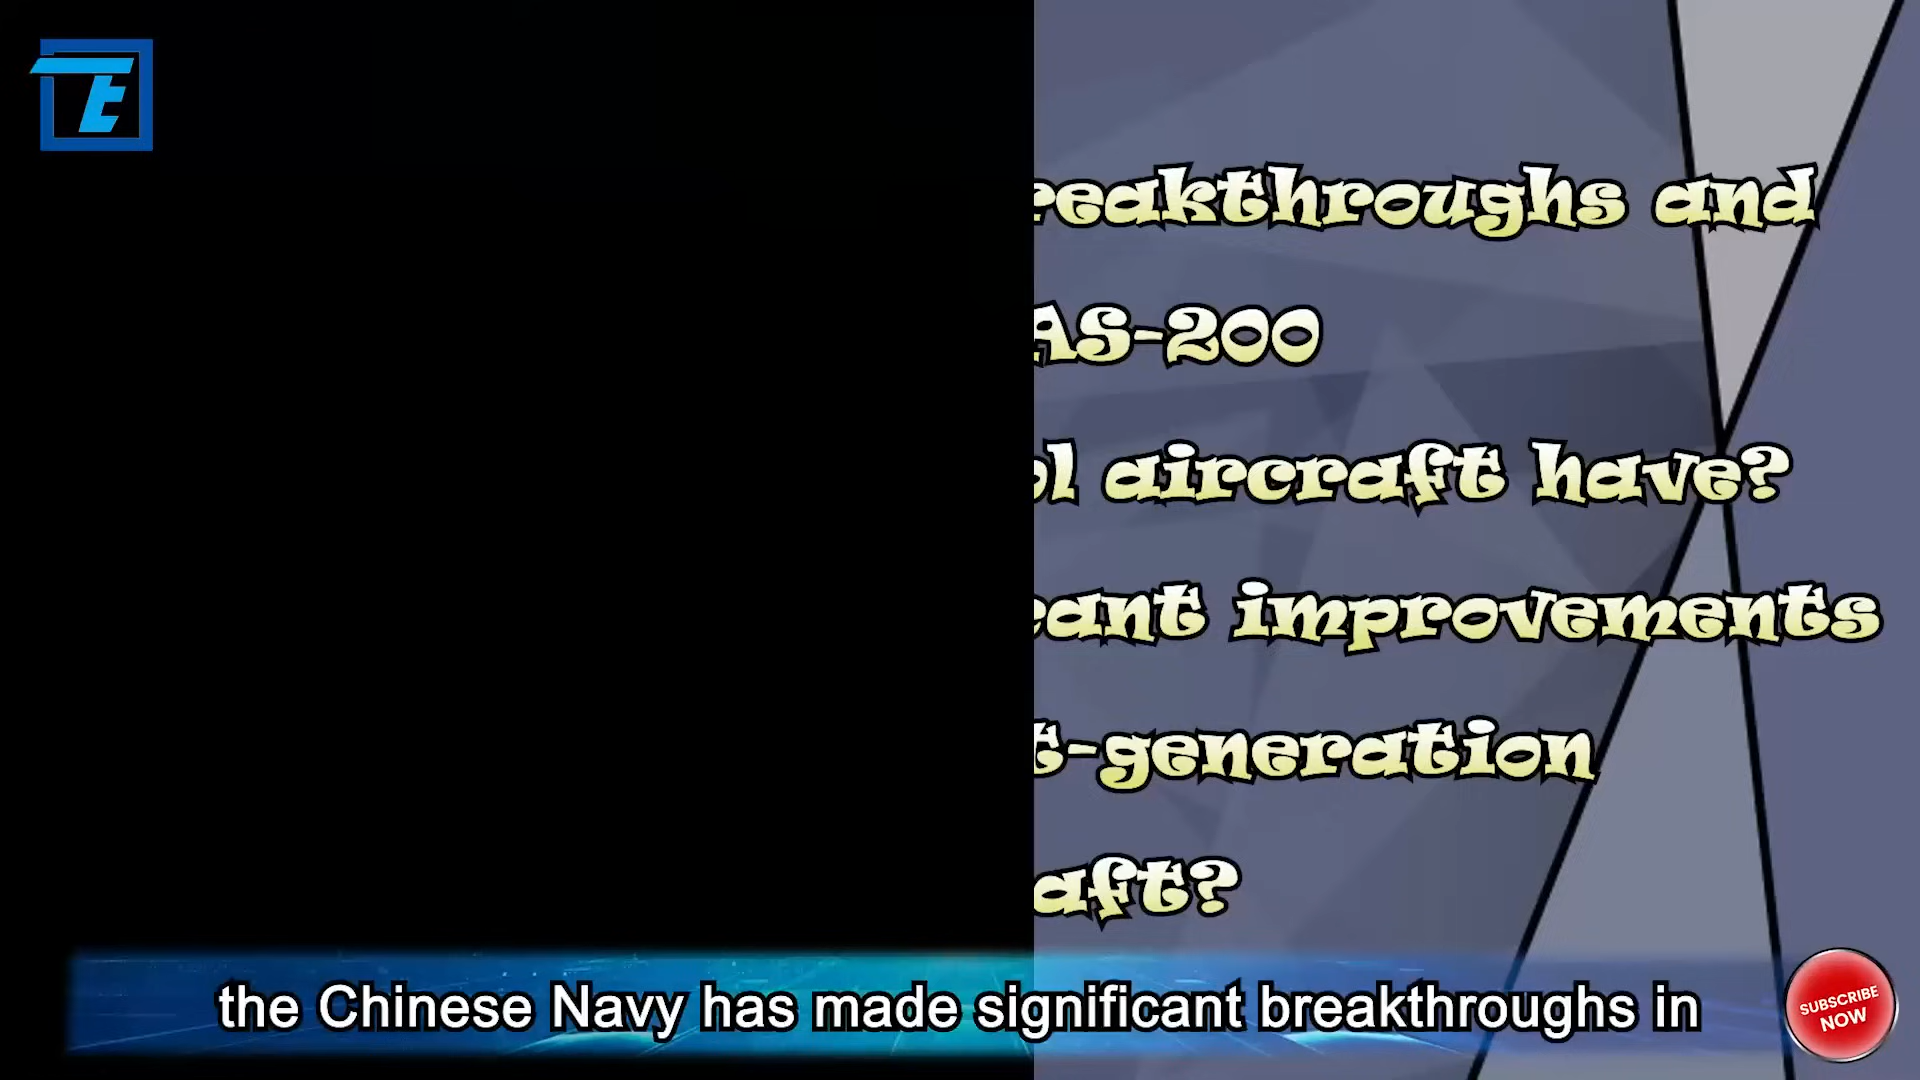 reakthroughs and
AS-200
ol aircraft have?
cant improvements
t-generation
aft?
the Chinese Navy has made significant breakthroughs in
SUBSCRIBE
NOW